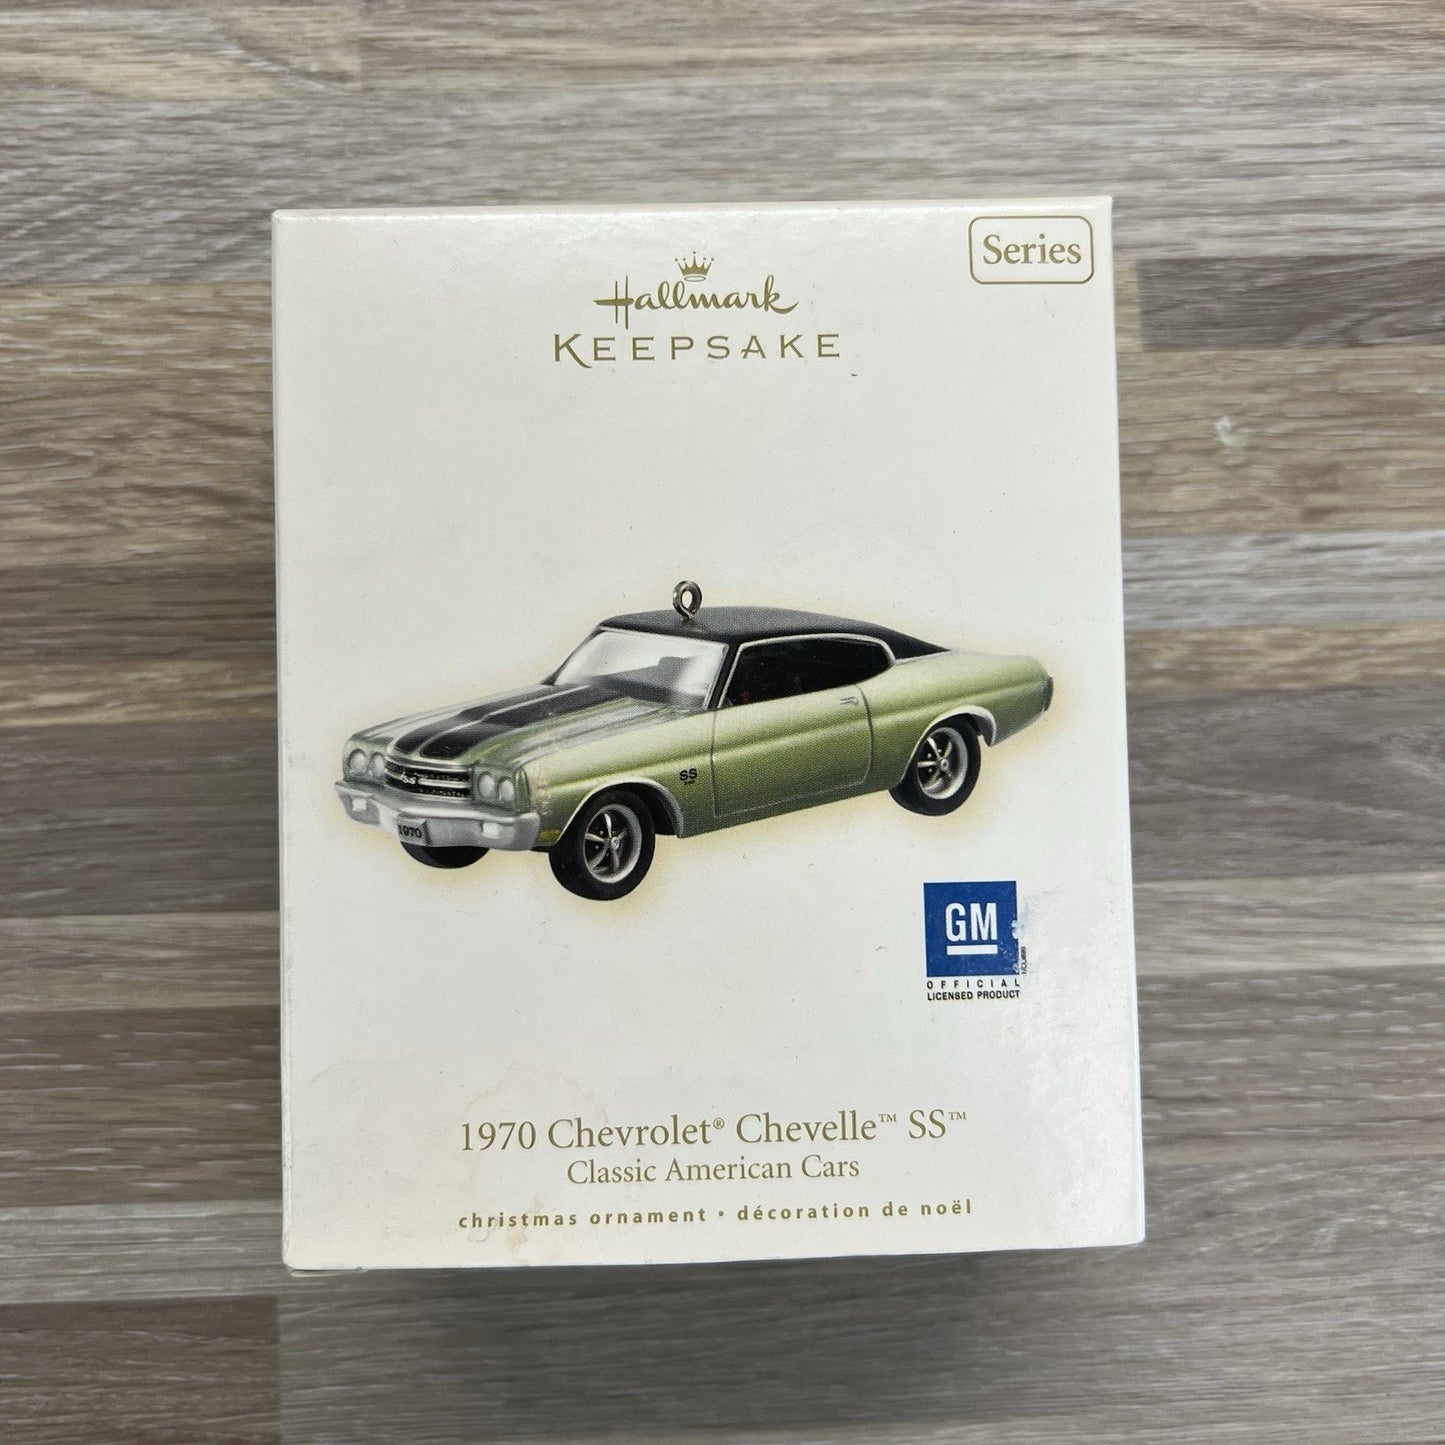 Series
Hallmark
KEEPSAKE
SS
SS
1970
GM
OFFICIAL
LICENSED PRODUCT
1970 Chevrolet® Chevelle™ SS™
Classic American Cars
christmas ornament • décoration de noël